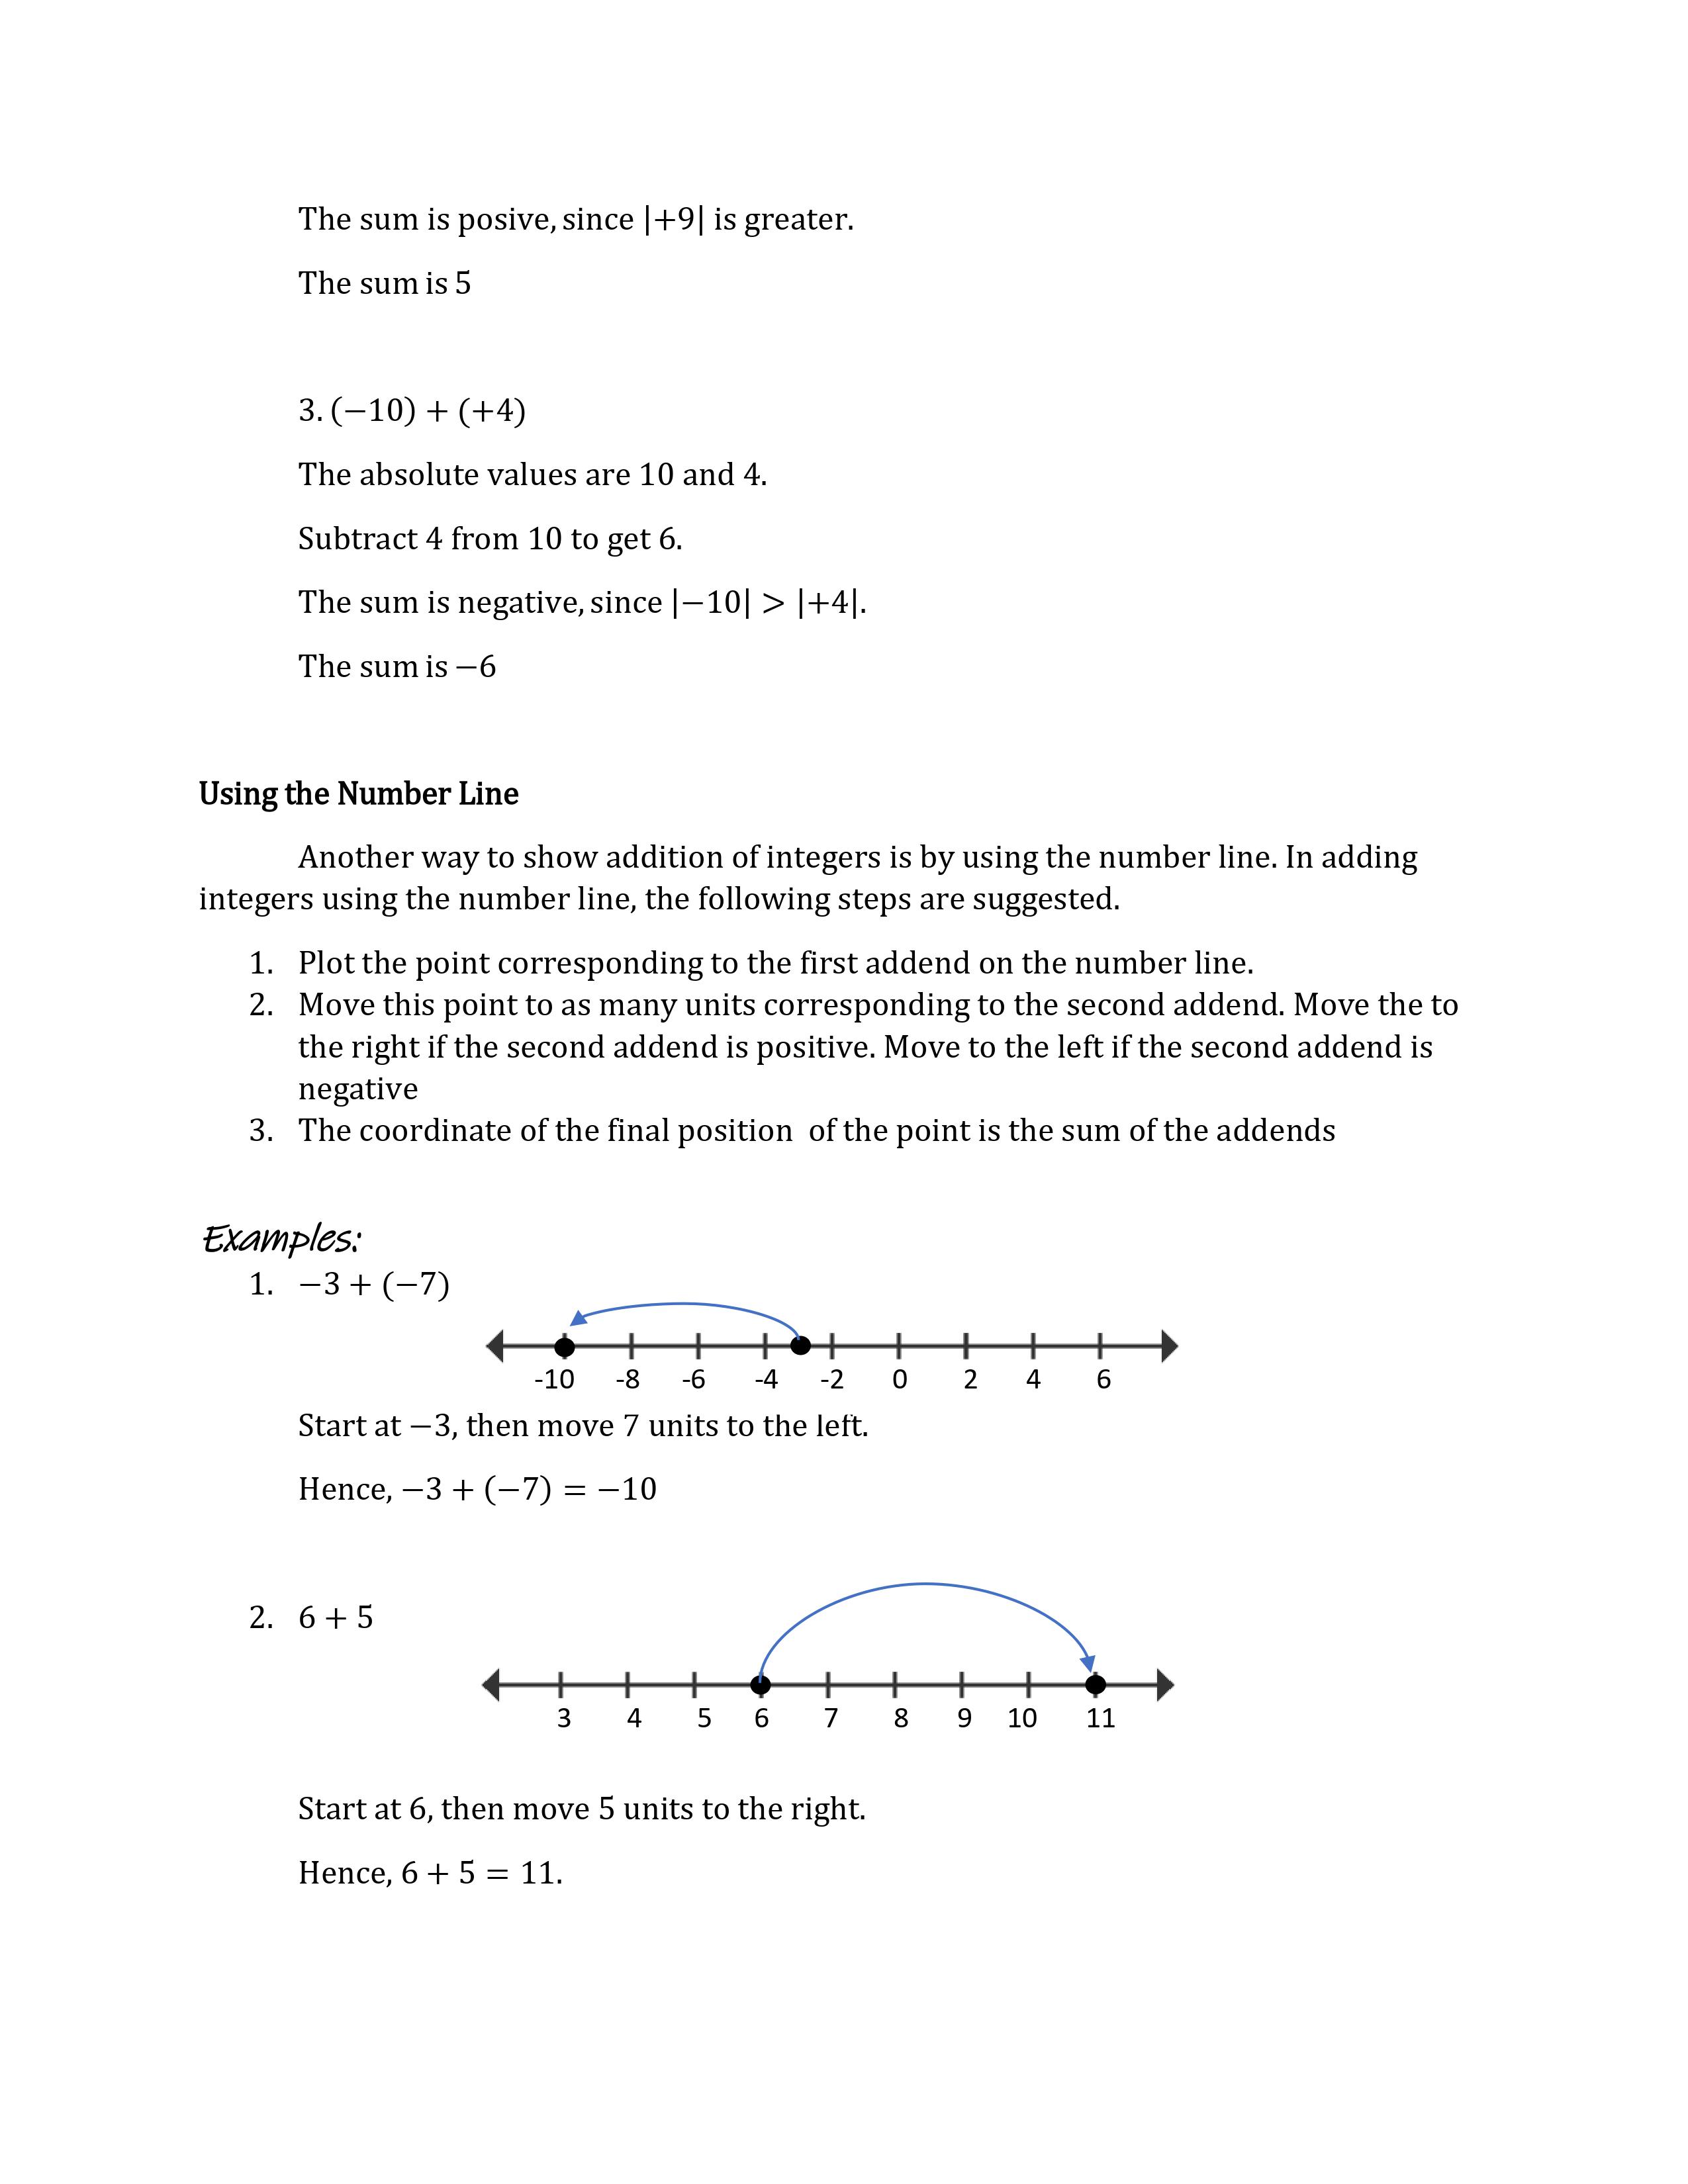 The sum is posive, since |+9| is greater.
The sum is 5
3. (−10) + (+4)
The absolute values are 10 and 4.
Subtract 4 from 10 to get 6.
The sum is negative, since |−10| > |+4|.
The sum is −6
Using the Number Line
Another way to show addition of integers is by using the number line. In adding
integers using the number line, the following steps are suggested.
1. Plot the point corresponding to the first addend on the number line.
2. Move this point to as many units corresponding to the second addend. Move the to
the right if the second addend is positive. Move to the left if the second addend is
negative
3. The coordinate of the final position of the point is the sum of the addends
Examples:
1. −3 + (−7)
-10 -8 -6 -4 -2 0 2 4 6
Start at −3, then move 7 units to the left.
Hence, −3 + (−7) = −10
2. 6 + 5
3 4 5 6 7 8 9 10 11
Start at 6, then move 5 units to the right.
Hence, 6 + 5 = 11.